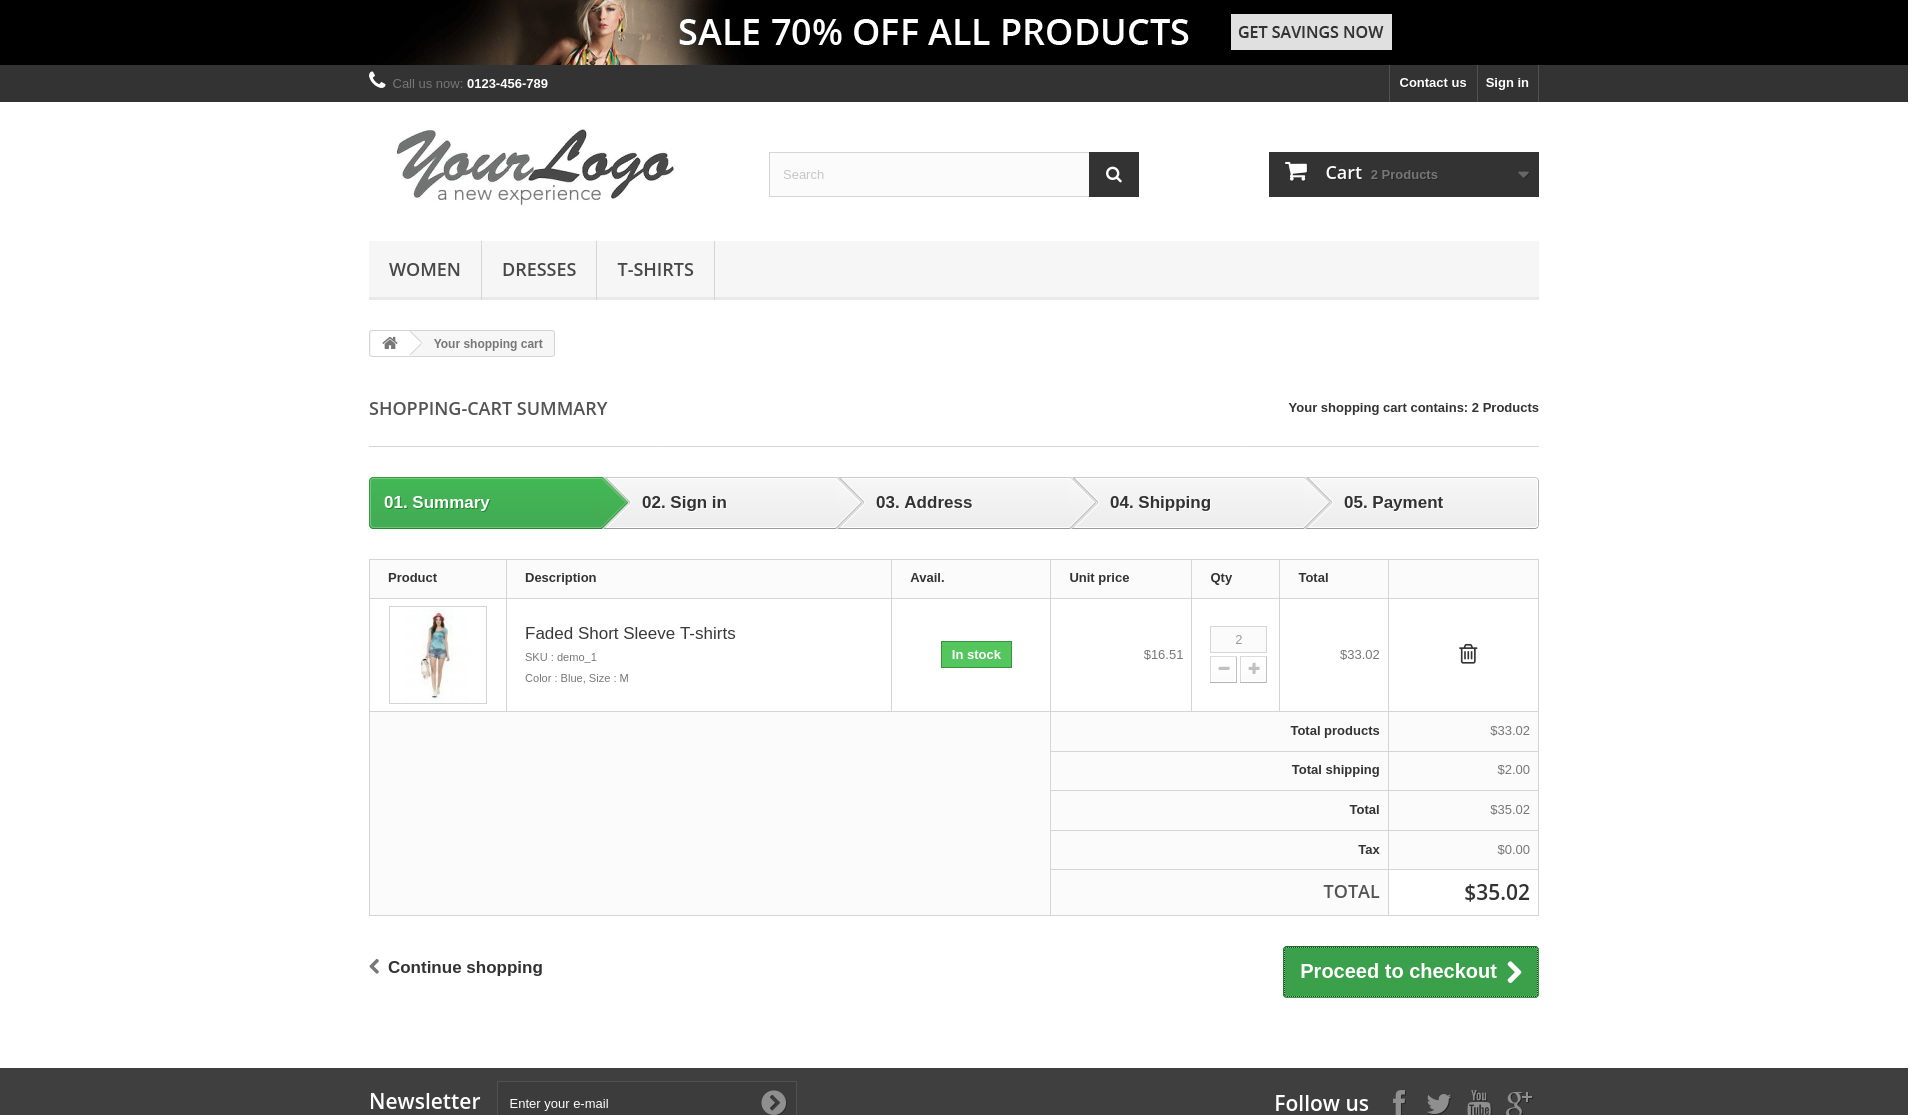 SALE 70% OFF ALL PRODUCTS
GET SAVINGS NOW
Call us now: 0123-456-789
Contact us
Sign in
YourLogo
a new experience
Search
Cart 2 Products
WOMEN
DRESSES
T-SHIRTS
Your shopping cart
SHOPPING-CART SUMMARY
Your shopping cart contains: 2 Products
01. Summary
02. Sign in
03. Address
04. Shipping
05. Payment
Product
Description
Avail.
Unit price
Qty
Total
Faded Short Sleeve T-shirts
SKU : demo_1
Color : Blue, Size : M
In stock
$16.51
2
$33.02
Total products
$33.02
Total shipping
$2.00
Total
$35.02
Tax
$0.00
TOTAL
$35.02
Continue shopping
Proceed to checkout
Newsletter
Enter your e-mail
Follow us
You
Tube
g+